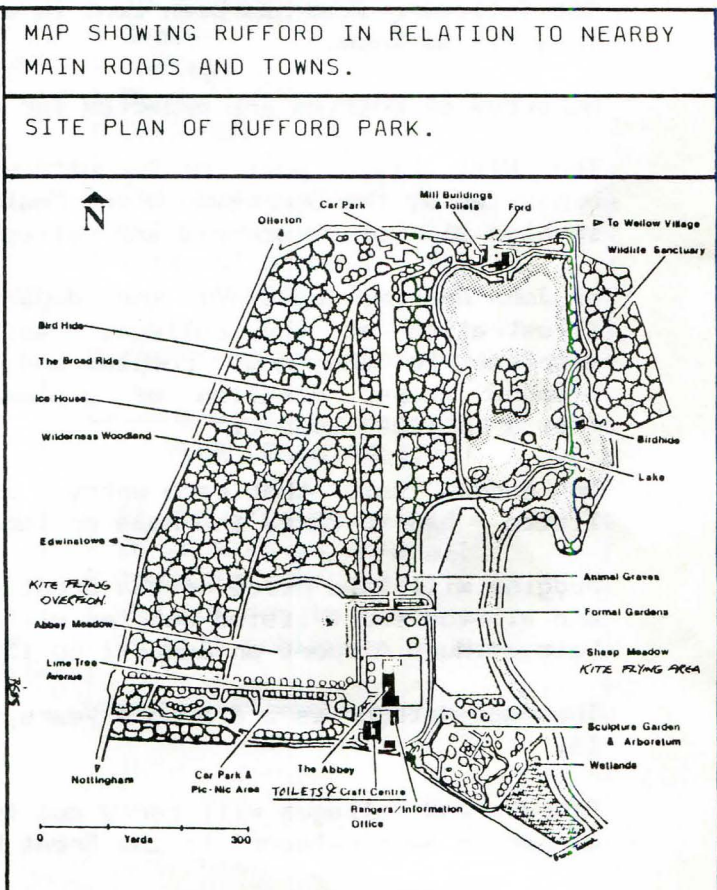 MAP SHOWING RUFFORD IN RELATION TO NEARBY
MAIN ROADS AND TOWNS.
SITE PLAN OF RUFFORD PARK.
N
Ollerton
Car Park
Mill Buildings
& Toilets
Ford
To Wellow Village
Wildlife Sanctuary
Bird Hide
The Broad Ride
Ice House
Wilderness Woodland
Birdhide
Lake
Edwinstowe
KITE FLYING
OVERFLOW.
Abbey Meadow
Lime Tree
Avenue
Animal Graves
Formal Gardens
Sheep Meadow
KITE FLYING AREA
Sculpture Garden
& Arboretum
Wetlands
Nottingham
Car Park &
Pic-Nic Area
The Abbey
TOILETS & Craft Centre
Rangers/Information
Office
0 Yards 300